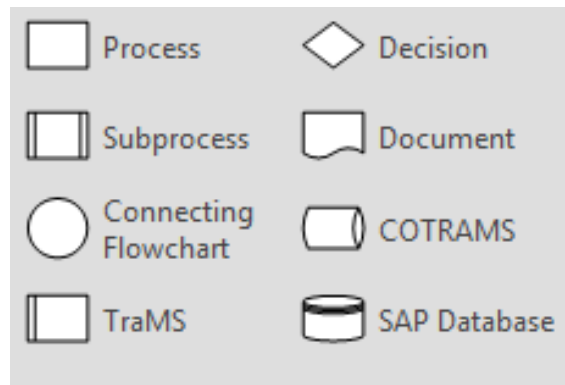 Process
Decision
Subprocess
Document
Connecting
Flowchart
COTRAMS
TraMS
SAP Database